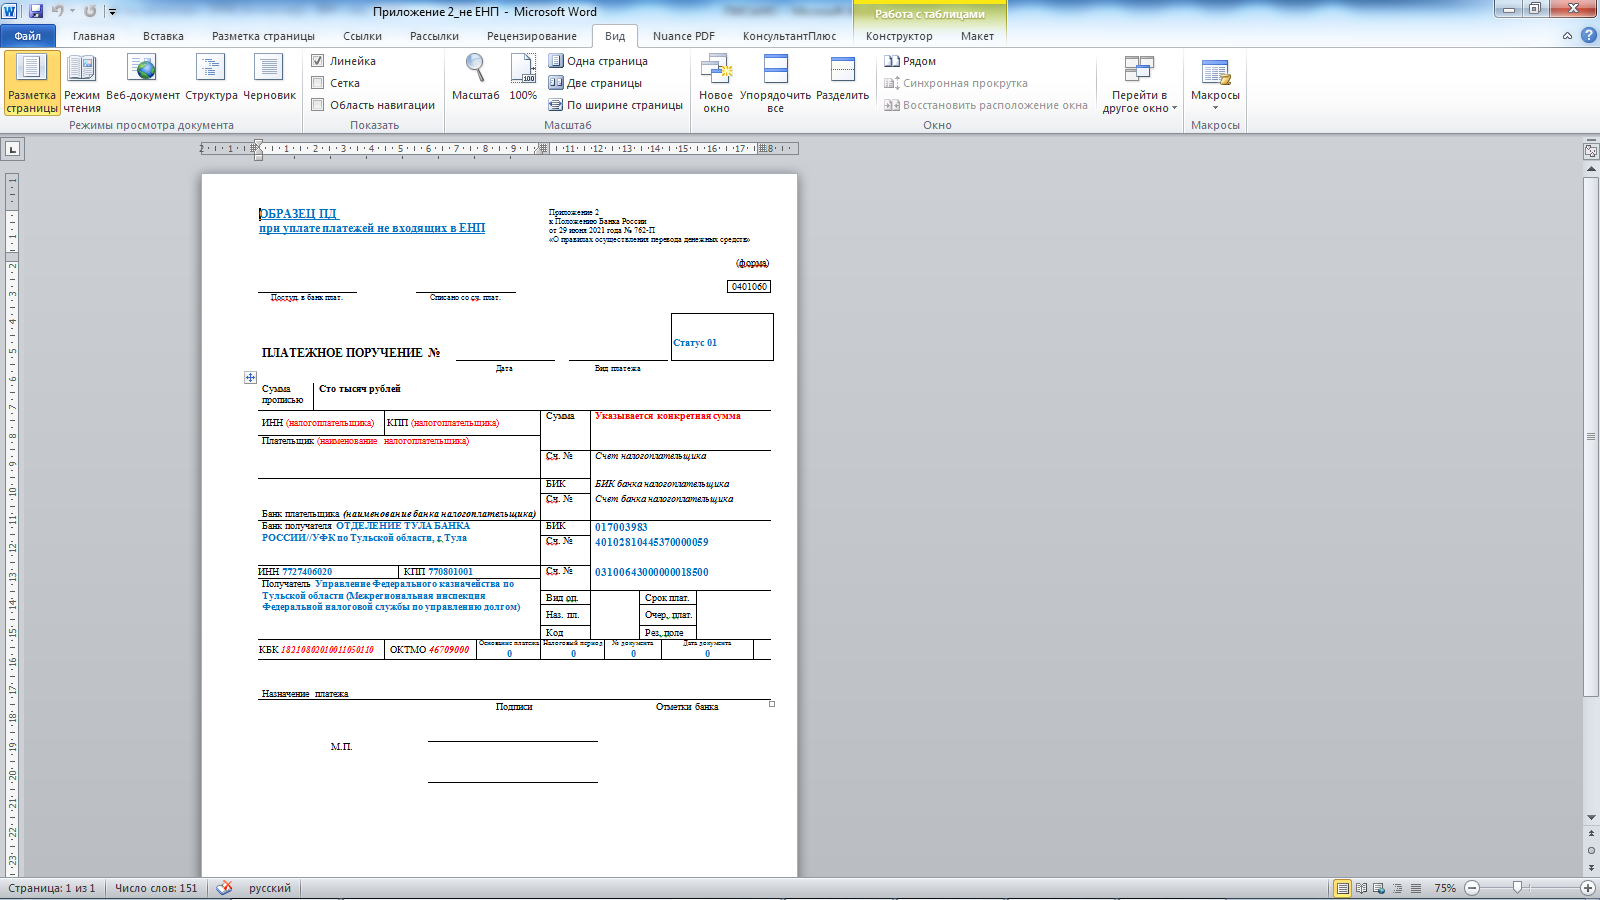 Приложение 2_не ЕНП - Microsoft Word
Работа с таблицами
Файл Главная Вставка Разметка страницы Ссылки Рассылки Рецензирование Вид Nuance PDF КонсультантПлюс Конструктор Макет
Разметка страницы
Режим чтения
Веб-документ
Структура
Черновик
Режимы просмотра документа
Линейка
Сетка
Область навигации
Показать
Масштаб
100%
Одна страница
Две страницы
По ширине страницы
Масштаб
Новое окно
Упорядочить все
Разделить
Рядом
Синхронная прокрутка
Восстановить расположение окна
Перейти в другое окно
Окно
Макросы
Макросы
ОБРАЗЕЦ ПД
при уплате платежей не входящих в ЕНП
Приложение 2
к Положению Банка России
от 29 июня 2021 года № 762-П
«О правилах осуществления перевода денежных средств»
(форма)
0401060
Поступ. в банк плат.
Списано со сч. плат.
Статус 01
ПЛАТЕЖНОЕ ПОРУЧЕНИЕ №
Дата
Вид платежа
Сумма прописью
Сто тысяч рублей
ИНН (налогоплательщика)
КПП (налогоплательщика)
Сумма
Указывается конкретная сумма
Плательщик (наименование налогоплательщика)
Сч. №
Счет налогоплательщика
БИК
БИК банка налогоплательщика
Сч. №
Счет банка налогоплательщика
Банк плательщика (наименование банка налогоплательщика)
Банк получателя ОТДЕЛЕНИЕ ТУЛА БАНКА
РОССИИ//УФК по Тульской области, г.Тула
БИК
017003983
Сч. №
40102810445370000059
ИНН 7727406020
КПП 770801001
Сч. №
03100643000000018500
Получатель Управление Федерального казначейства по
Тульской области (Межрегиональная инспекция
Федеральной налоговой службы по управлению долгом)
Вид оп.
Срок плат.
Наз. пл.
Очер. плат.
Код
Рез. поле
КБК 18210802010011050110
ОКТМО 46709000
Основание платежа
0
Налоговый период
0
№ документа
0
Дата документа
0
Назначение платежа
Подписи
Отметки банка
М.П.
Страница: 1 из 1
Число слов: 151
русский
75%